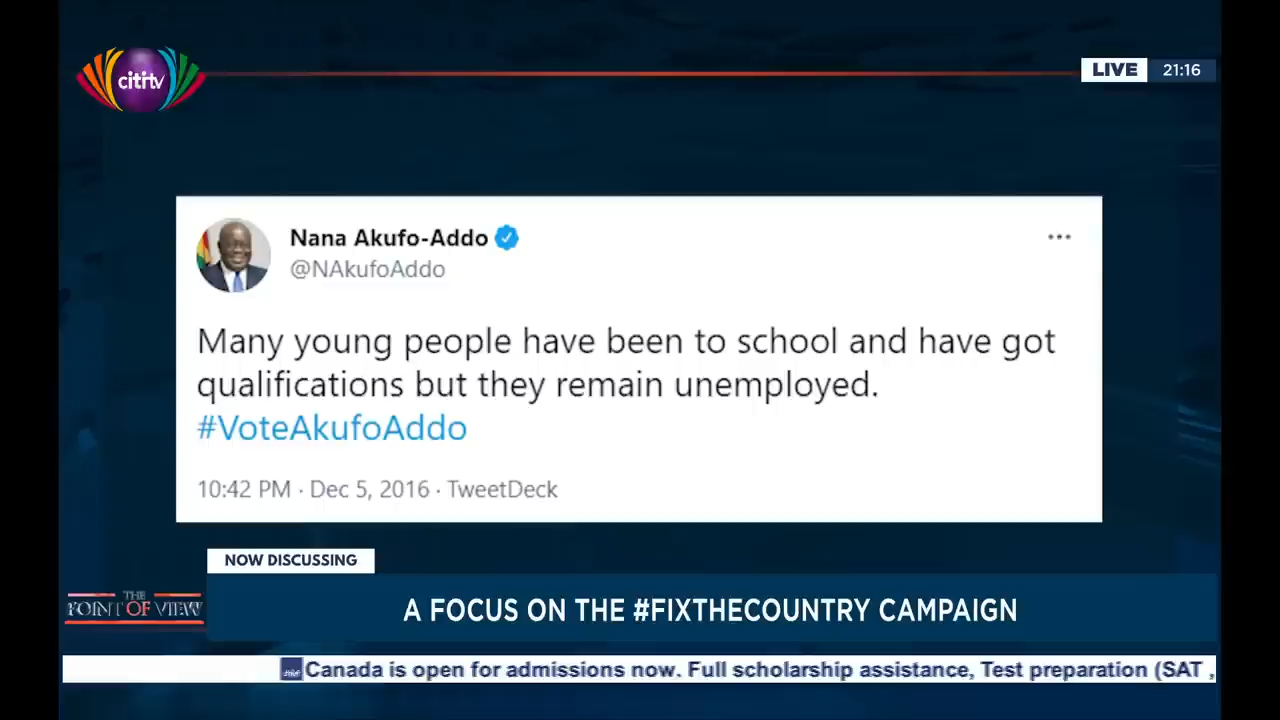 citi tv
LIVE 21:16
Nana Akufo-Addo
@NAkufoAddo
Many young people have been to school and have got
qualifications but they remain unemployed.
#VoteAkufoAddo
10:42 PM · Dec 5, 2016 · TweetDeck
NOW DISCUSSING
THE
POINT OF VIEW
A FOCUS ON THE #FIXTHECOUNTRY CAMPAIGN
Canada is open for admissions now. Full scholarship assistance, Test preparation (SAT ,